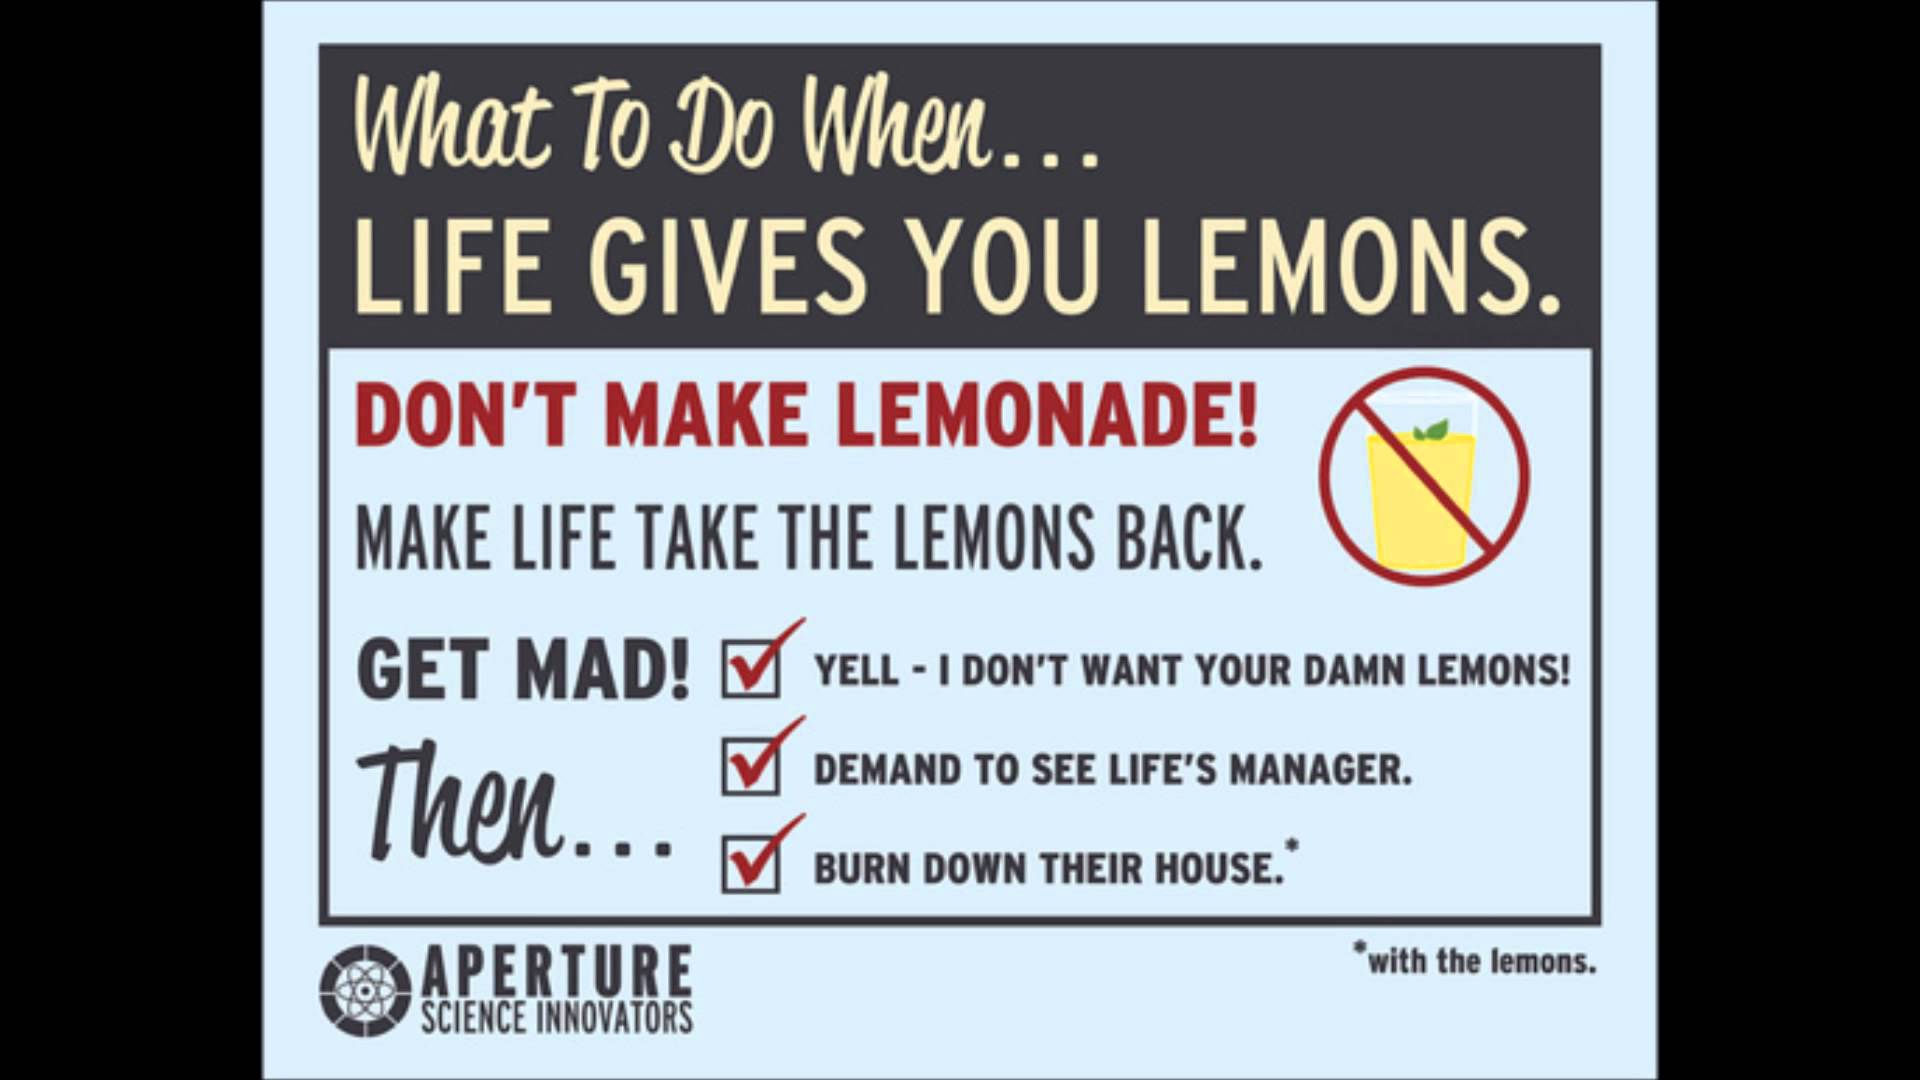 What To Do When...
LIFE GIVES YOU LEMONS.
DON'T MAKE LEMONADE!
MAKE LIFE TAKE THE LEMONS BACK.
GET MAD!
YELL - I DON'T WANT YOUR DAMN LEMONS!
Then...
DEMAND TO SEE LIFE'S MANAGER.
BURN DOWN THEIR HOUSE.*
APERTURE
SCIENCE INNOVATORS
*with the lemons.